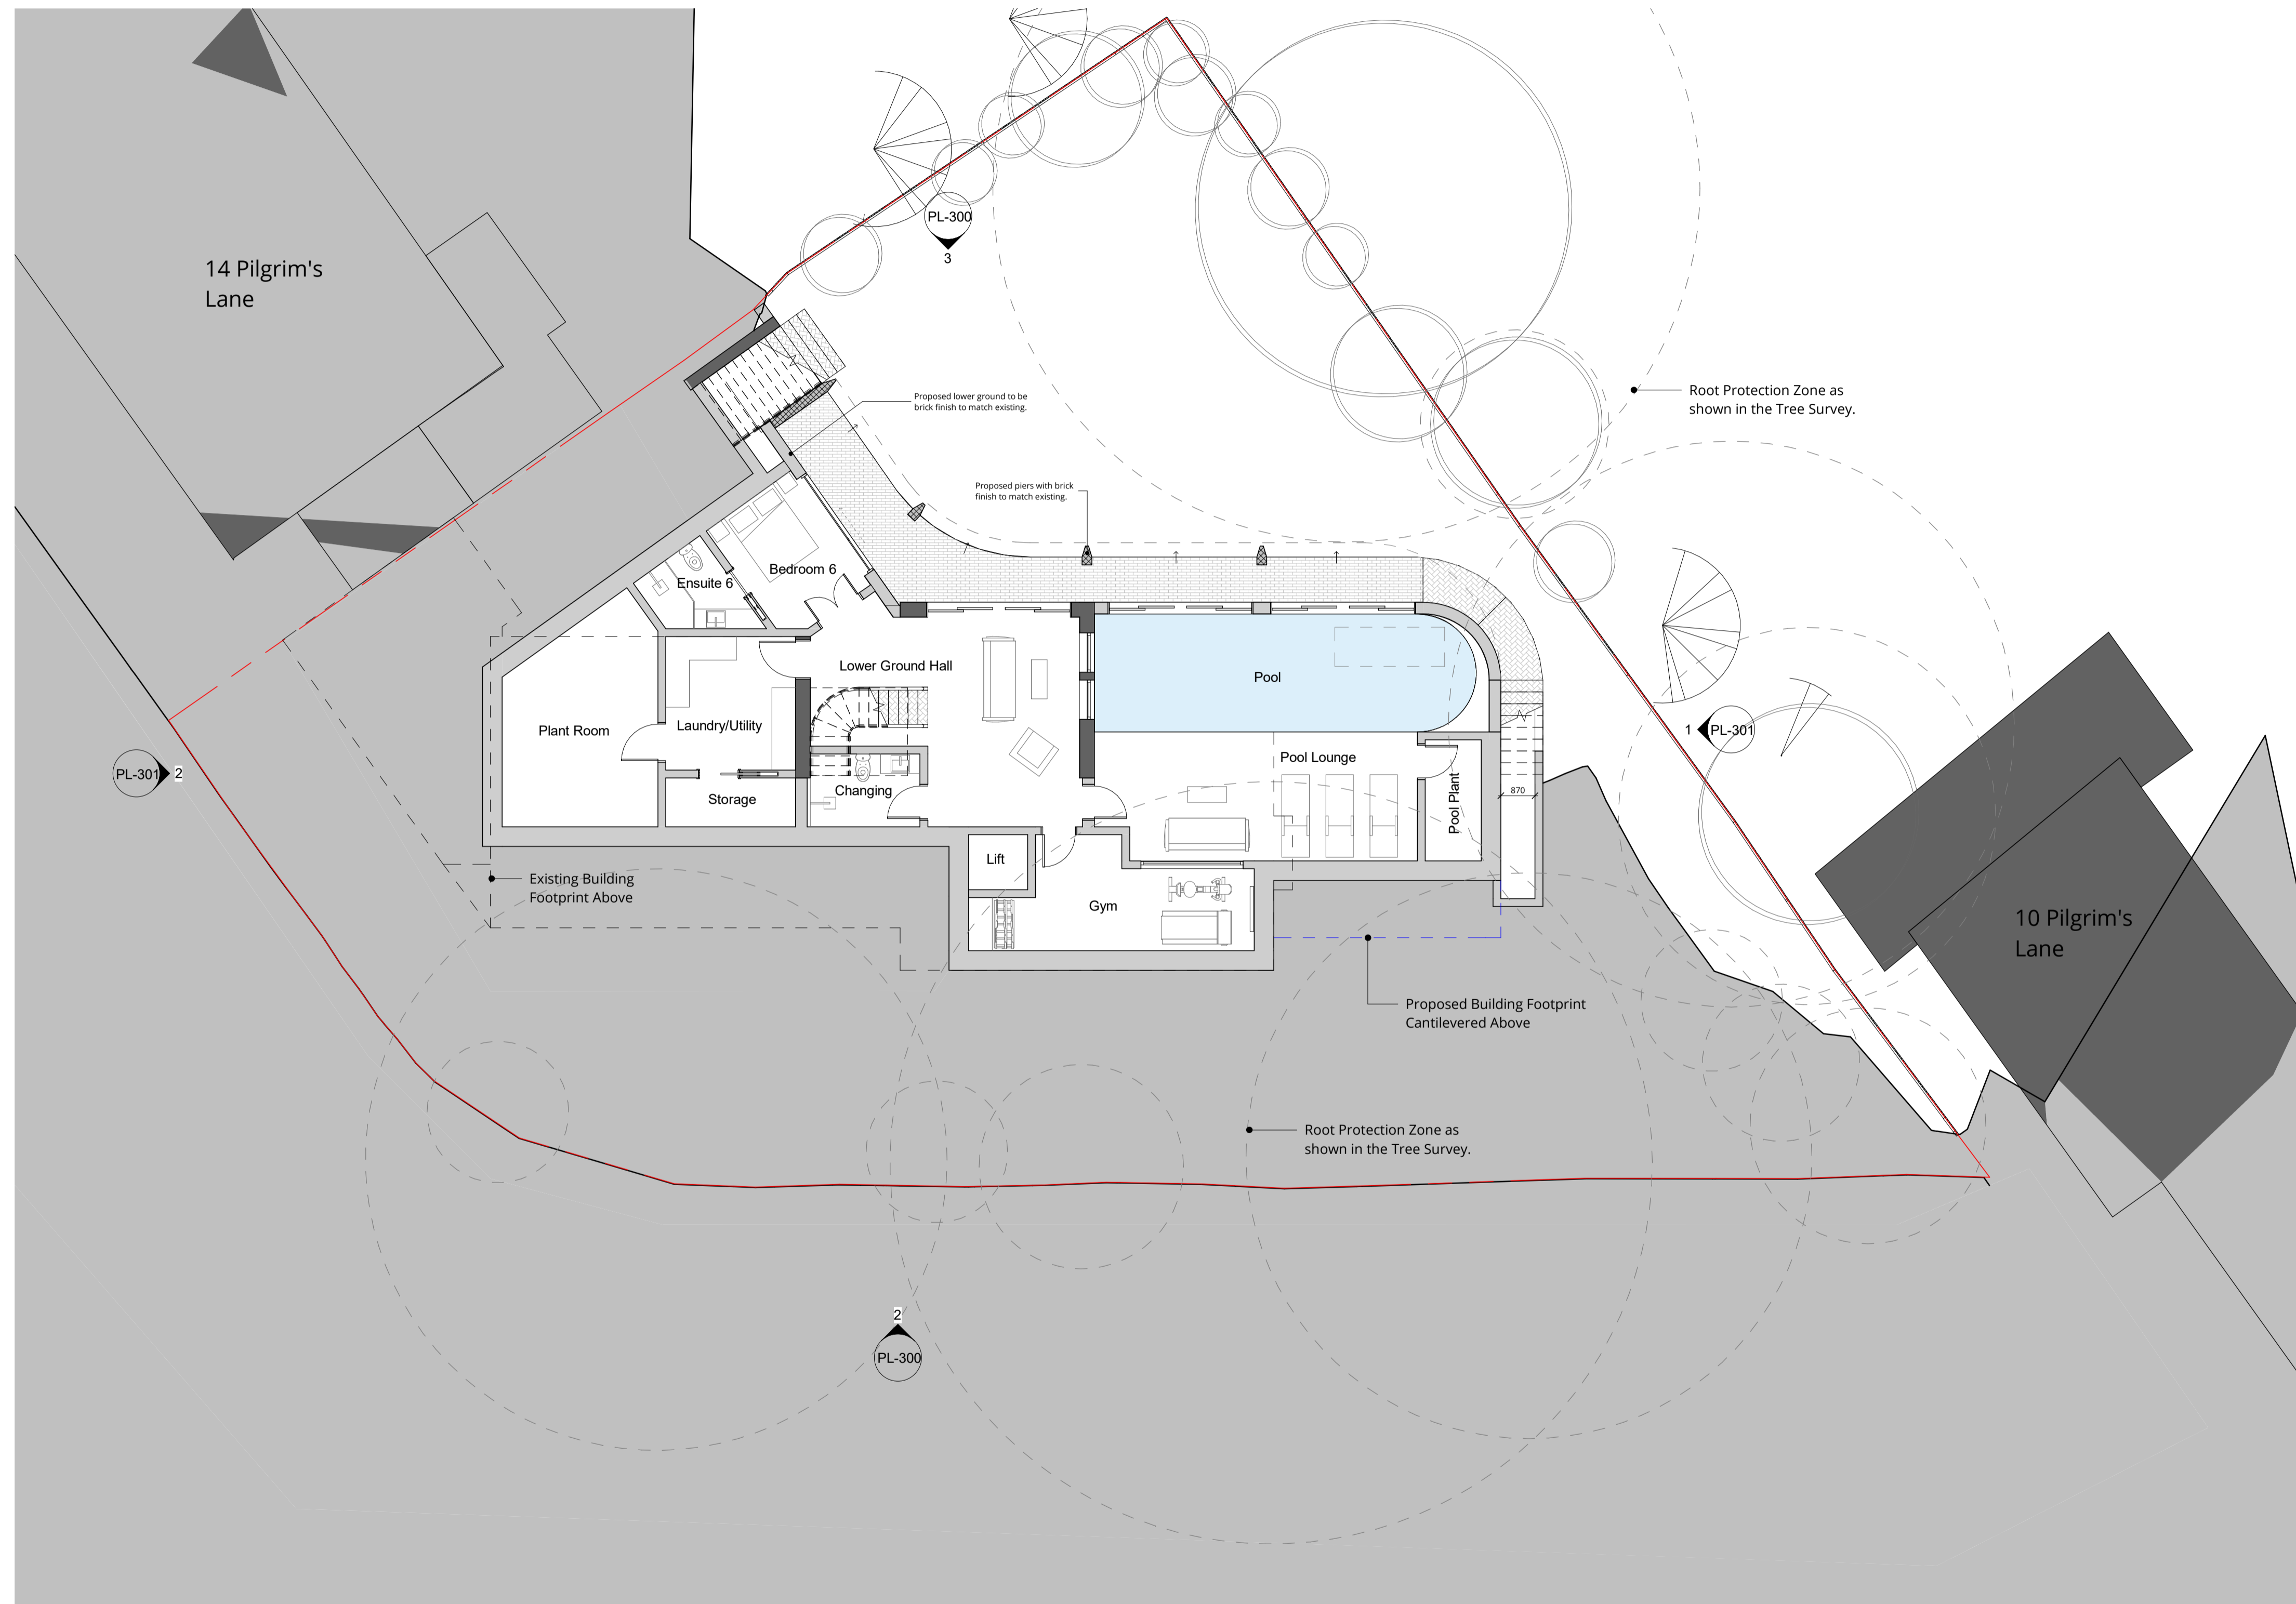 PL-300
3
14 Pilgrim's
Lane
Root Protection Zone as
shown in the Tree Survey.
Proposed lower ground to be
brick finish to match existing.
Proposed piers with brick
finish to match existing.
Bedroom 6
Ensuite 6
Lower Ground Hall
Pool
Plant Room
Laundry/Utility
1
PL-301
PL-301
2
Pool Lounge
Storage
Changing
Pool Plant
870
Lift
Gym
Existing Building
Footprint Above
10 Pilgrim's
Lane
Proposed Building Footprint
Cantilevered Above
Root Protection Zone as
shown in the Tree Survey.
2
PL-300